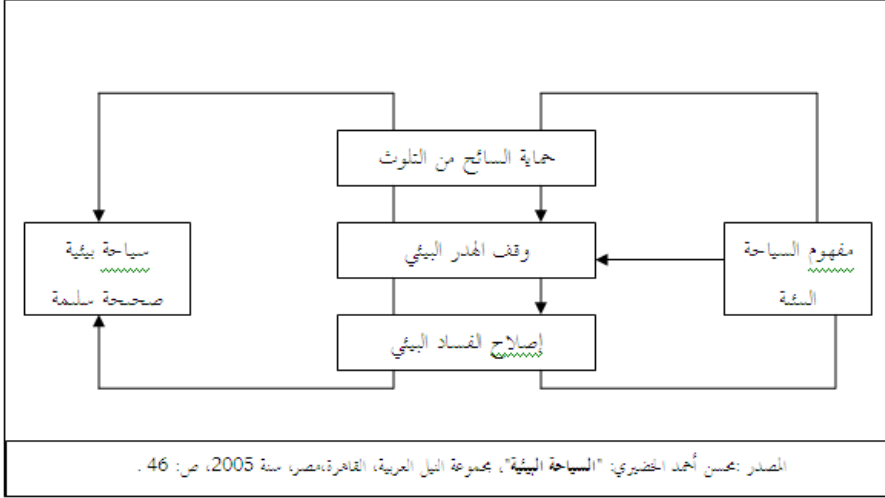 حماية السائح من التلوث
مفهوم السياحة
البيئية
وقف الهدر البيئي
سياحة بيئية
صحيحة سليمة
إصلاح الفساد البيئي
المصدر :محسن أحمد الخضيري: "السياحة البيئية"، مجموعة النيل العربية، القاهرة،مصر، سنة 2005، ص: 46 .